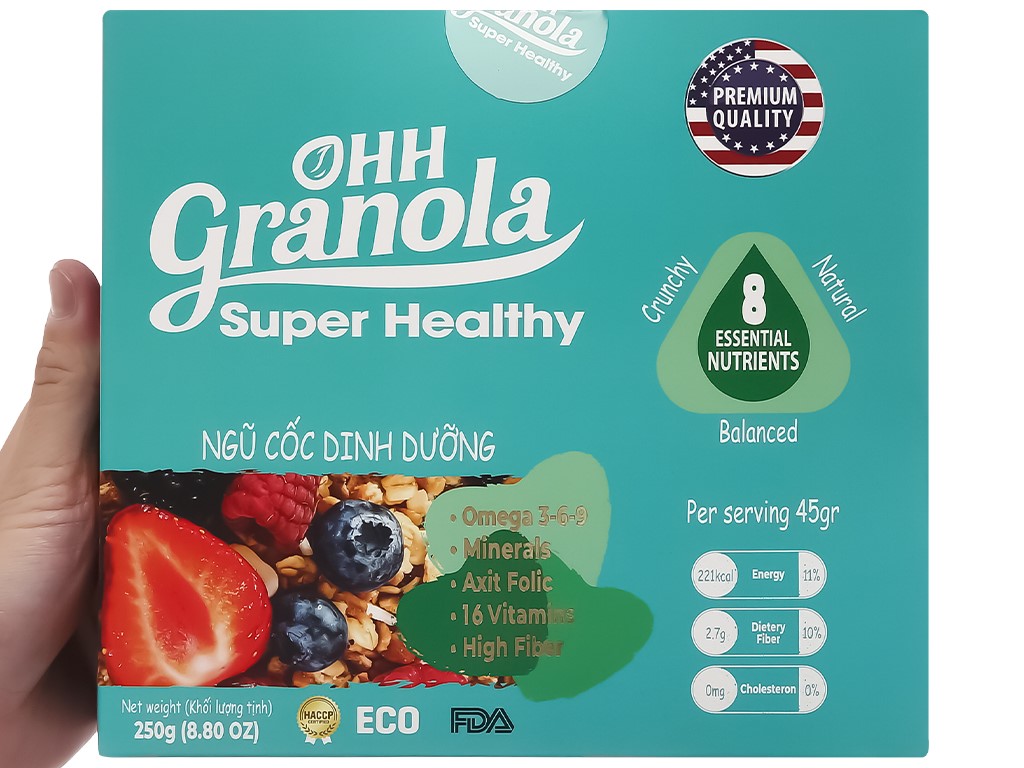 Granola
Super Healthy
PREMIUM
QUALITY
OHH
Granola
Super Healthy
Crunchy
Natural
8
ESSENTIAL
NUTRIENTS
Balanced
NGŨ CỐC DINH DƯỠNG
• Omega 3-6-9
• Minerals
• Axit Folic
• 16 Vitamins
• High Fiber
Per serving 45gr
221kcal Energy 11%
2.7g Dietery Fiber 10%
0mg Cholesteron 0%
Net weight (Khối lượng tịnh)
250g (8.80 OZ)
HACCP
CERTIFIED
ECO
FDA